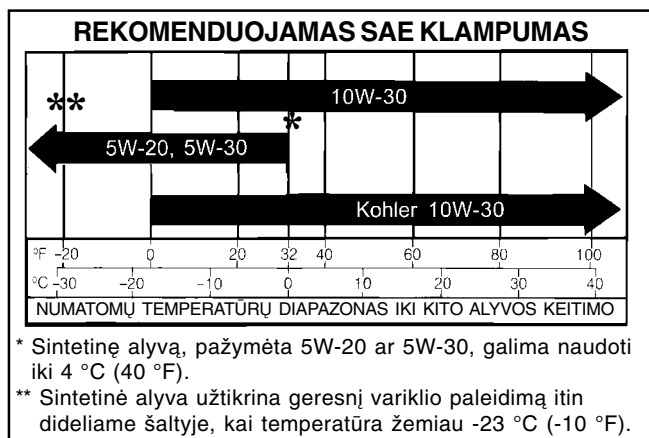 REKOMENDUOJAMAS SAE KLAMPUMAS
10W-30
**
*
5W-20, 5W-30
Kohler 10W-30
°F -20 0 20 32 40 60 80 100
°C -30 -20 -10 0 10 20 30 40
NUMATOMŲ TEMPERATŪRŲ DIAPAZONAS IKI KITO ALYVOS KEITIMO
* Sintetinę alyvą, pažymėta 5W-20 ar 5W-30, galima naudoti
iki 4 °C (40 °F).
** Sintetinė alyva užtikrina geresnį variklio paleidimą itin
dideliame šaltyje, kai temperatūra žemiau -23 °C (-10 °F).